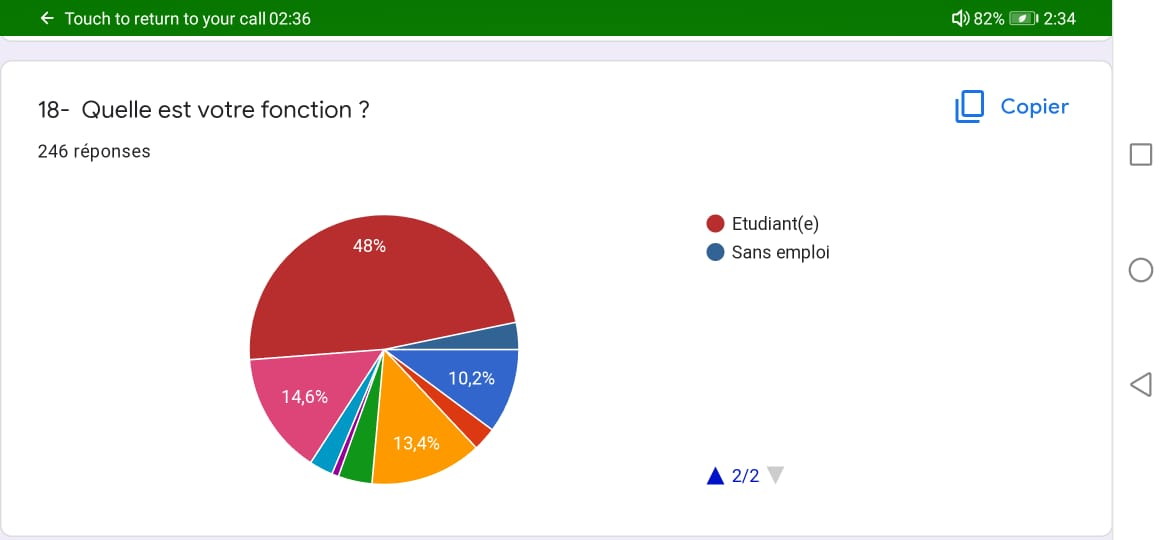 Touch to return to your call 02:36
82% 2:34
18- Quelle est votre fonction ?
Copier
246 réponses
Etudiant(e)
Sans emploi
48%
10,2%
14,6%
13,4%
2/2